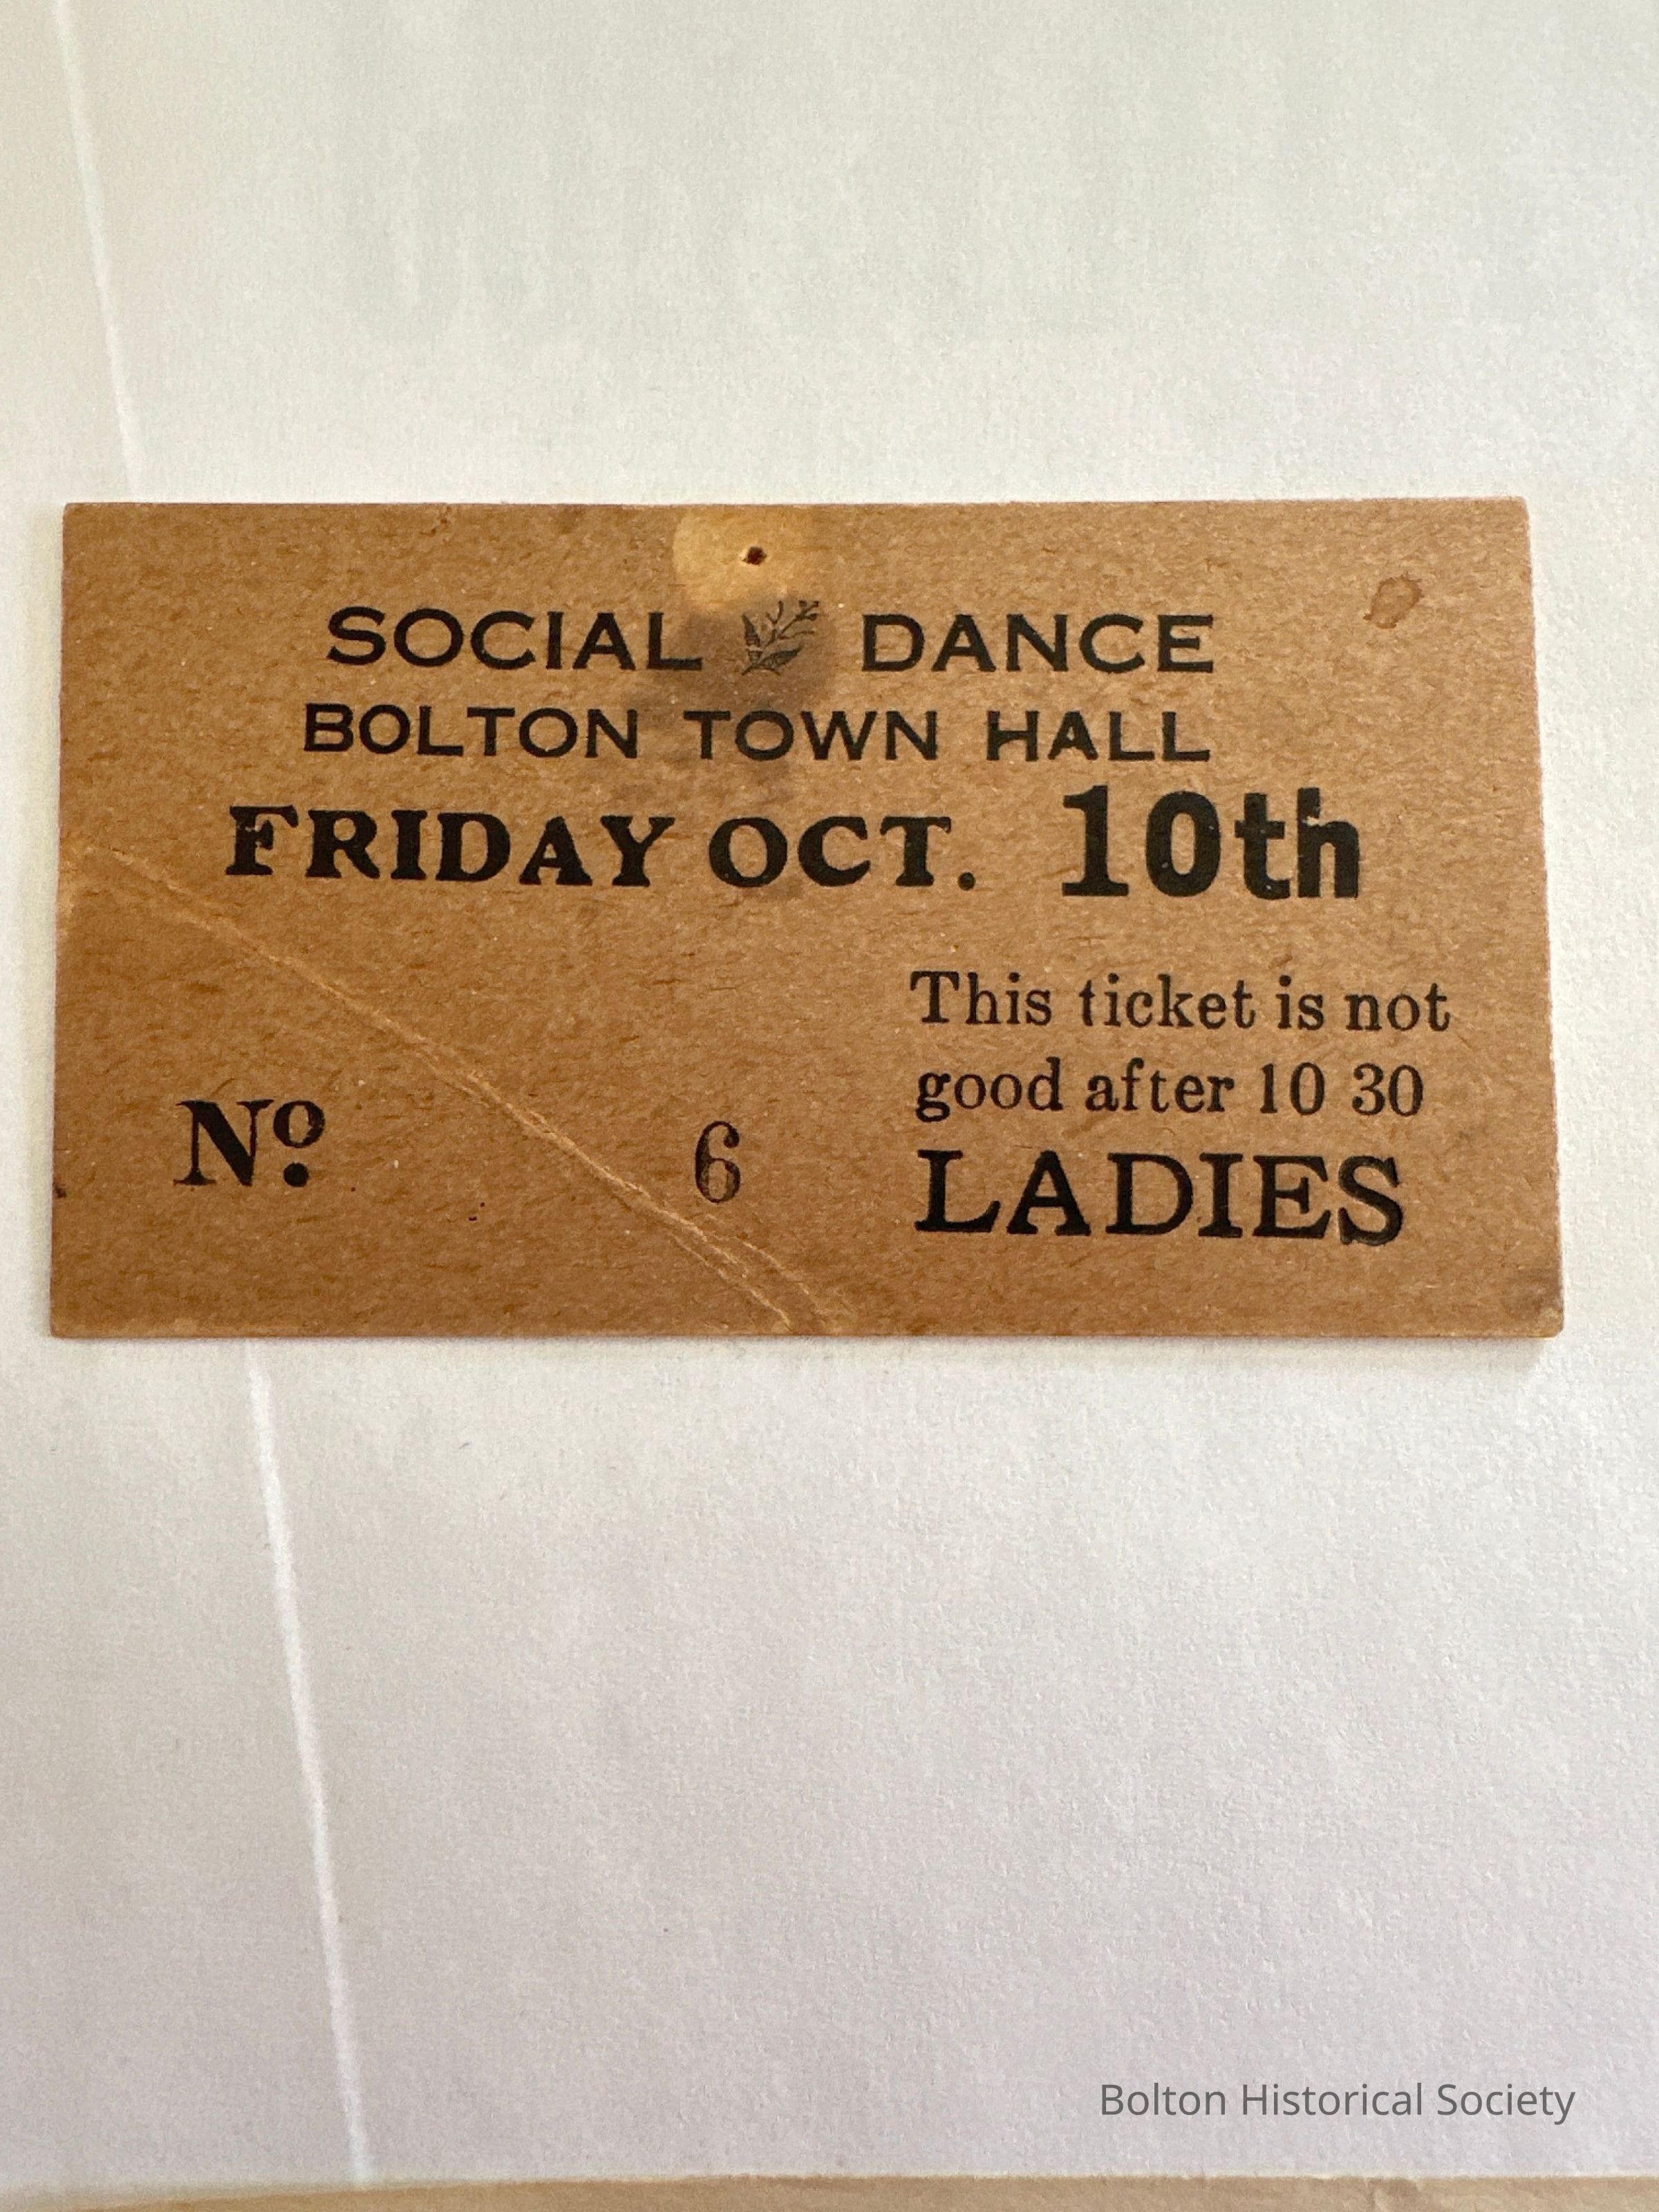 SOCIAL DANCE
BOLTON TOWN HALL
FRIDAY OCT. 10th
This ticket is not
good after 10 30
Nº. 6 LADIES
Bolton Historical Society